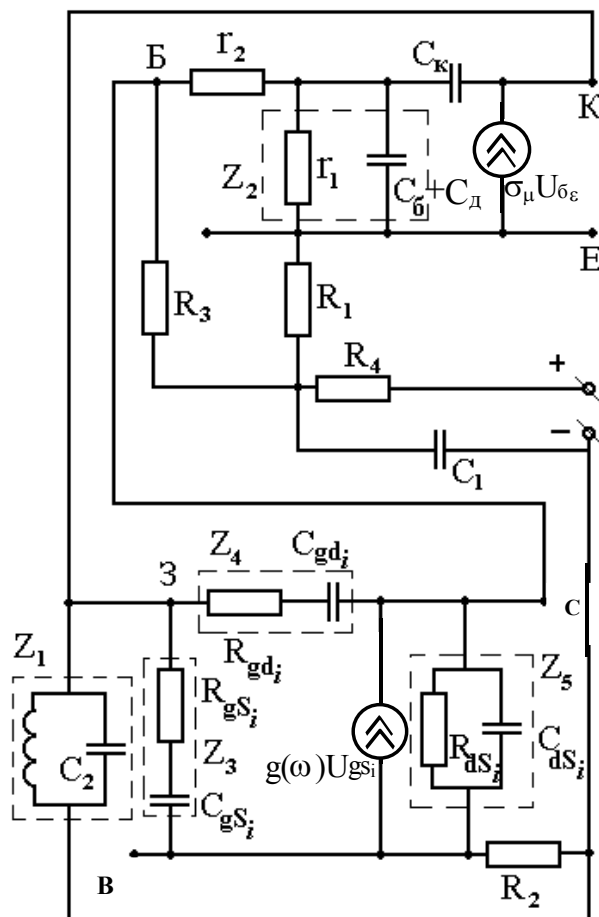 Б
r₂
Cк
К
Z₂
r₁
Cб+Cд
σμUбε
Е
R₃
R₁
R₄
+
−
C₁
З
Z₄
Cgdᵢ
Rgdᵢ
С
Z₁
C₂
Rgsᵢ
Z₃
Cgsᵢ
g(ω)Ugsᵢ
Z₅
Rdsᵢ
Cdsᵢ
В
R₂